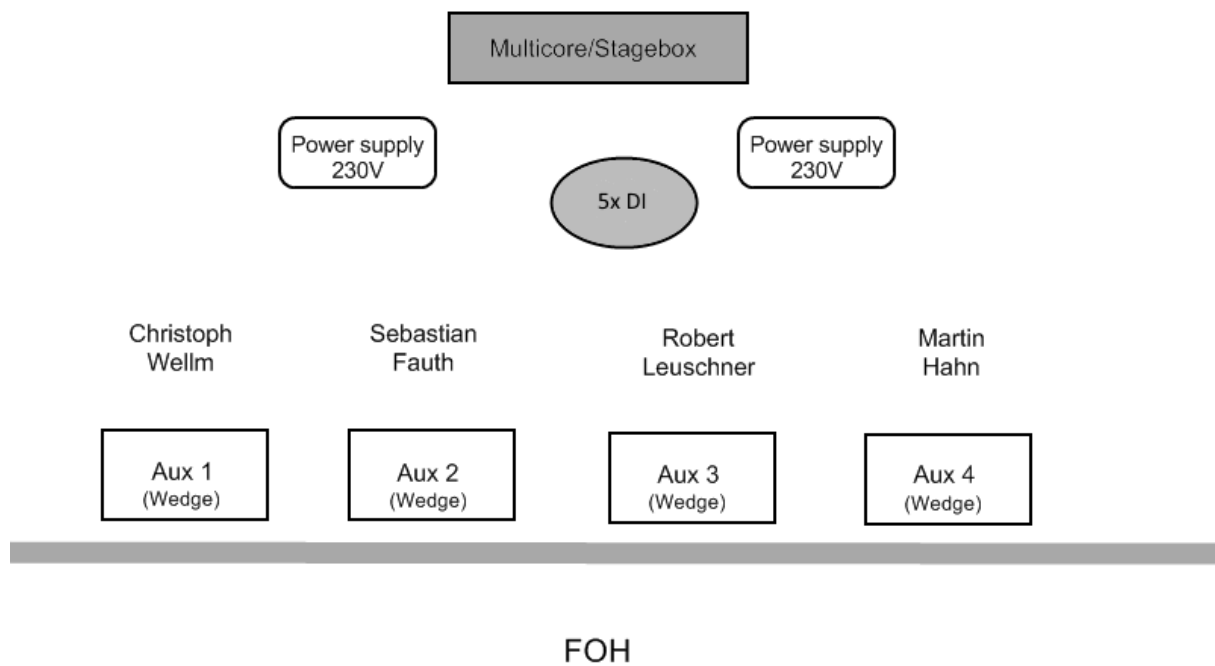 Multicore/Stagebox
Power supply
230V
Power supply
230V
5x DI
Christoph
Wellm
Sebastian
Fauth
Robert
Leuschner
Martin
Hahn
Aux 1
(Wedge)
Aux 2
(Wedge)
Aux 3
(Wedge)
Aux 4
(Wedge)
FOH